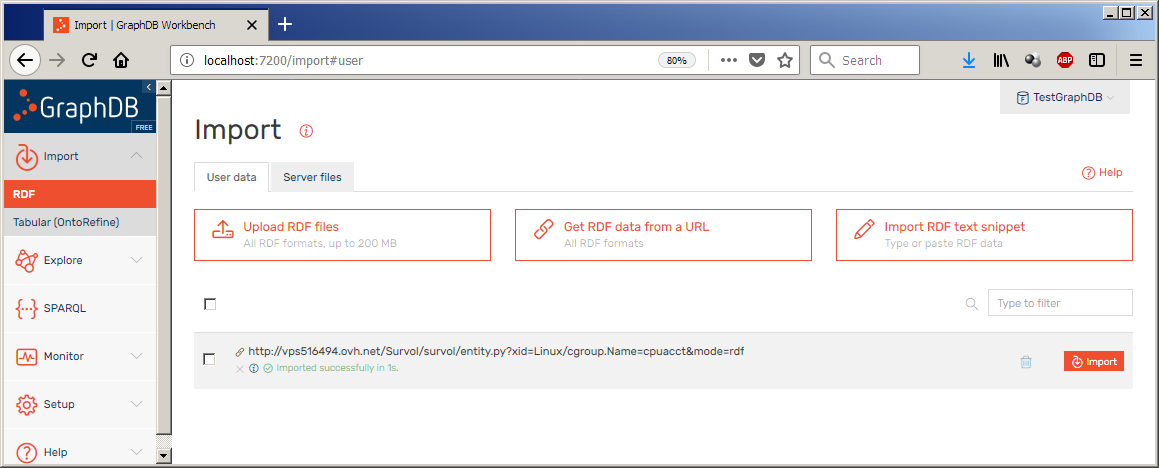 Import | GraphDB Workbench
localhost:7200/import#user
80%
Search
ABP
GraphDB
FREE
TestGraphDB
Import
RDF
Tabular (OntoRefine)
Explore
SPARQL
Monitor
Setup
Help
Import
User data
Server files
Help
Upload RDF files
All RDF formats, up to 200 MB
Get RDF data from a URL
All RDF formats
Import RDF text snippet
Type or paste RDF data
Type to filter
http://vps516494.ovh.net/Survol/survol/entity.py?xid=Linux/cgroup.Name=cpuacct&mode=rdf
Imported successfully in 1s.
Import